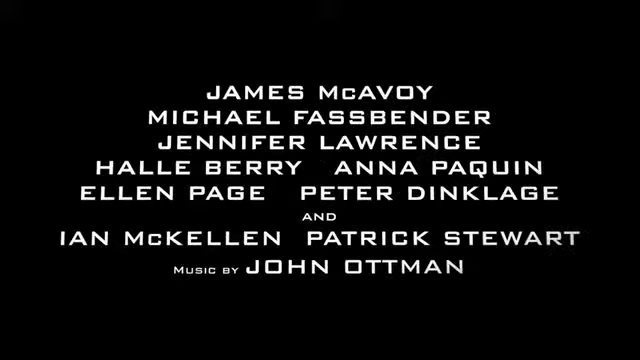 JAMES McAVOY
MICHAEL FASSBENDER
JENNIFER LAWRENCE
HALLE BERRY ANNA PAQUIN
ELLEN PAGE PETER DINKLAGE
AND
IAN McKELLEN PATRICK STEWART
MUSIC BY JOHN OTTMAN